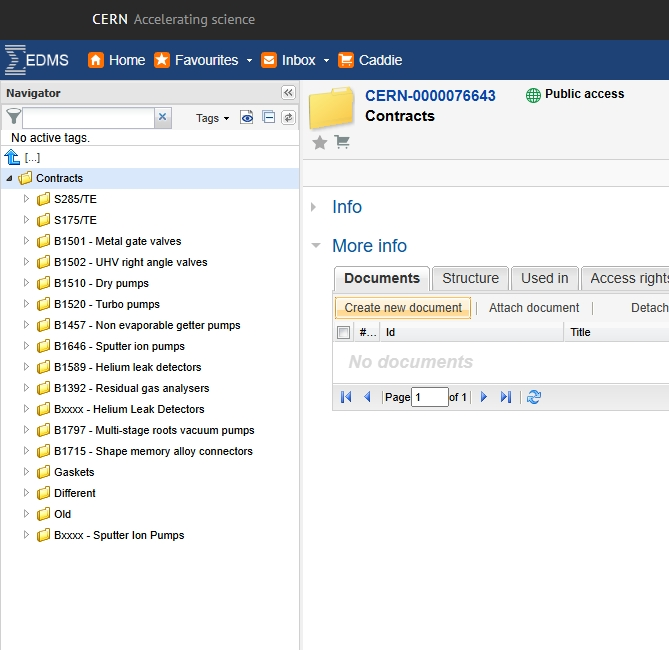 CERN Accelerating science
EDMS Home Favourites Inbox Caddie
Navigator
Tags
No active tags.
[...]
Contracts
S285/TE
S175/TE
B1501 - Metal gate valves
B1502 - UHV right angle valves
B1510 - Dry pumps
B1520 - Turbo pumps
B1457 - Non evaporable getter pumps
B1646 - Sputter ion pumps
B1589 - Helium leak detectors
B1392 - Residual gas analysers
Bxxxx - Helium Leak Detectors
B1797 - Multi-stage roots vacuum pumps
B1715 - Shape memory alloy connectors
Gaskets
Different
Old
Bxxxx - Sputter Ion Pumps
CERN-0000076643 Public access
Contracts
Info
More info
Documents Structure Used in Access rights
Create new document Attach document Detach
#... Id Title
No documents
Page 1 of 1